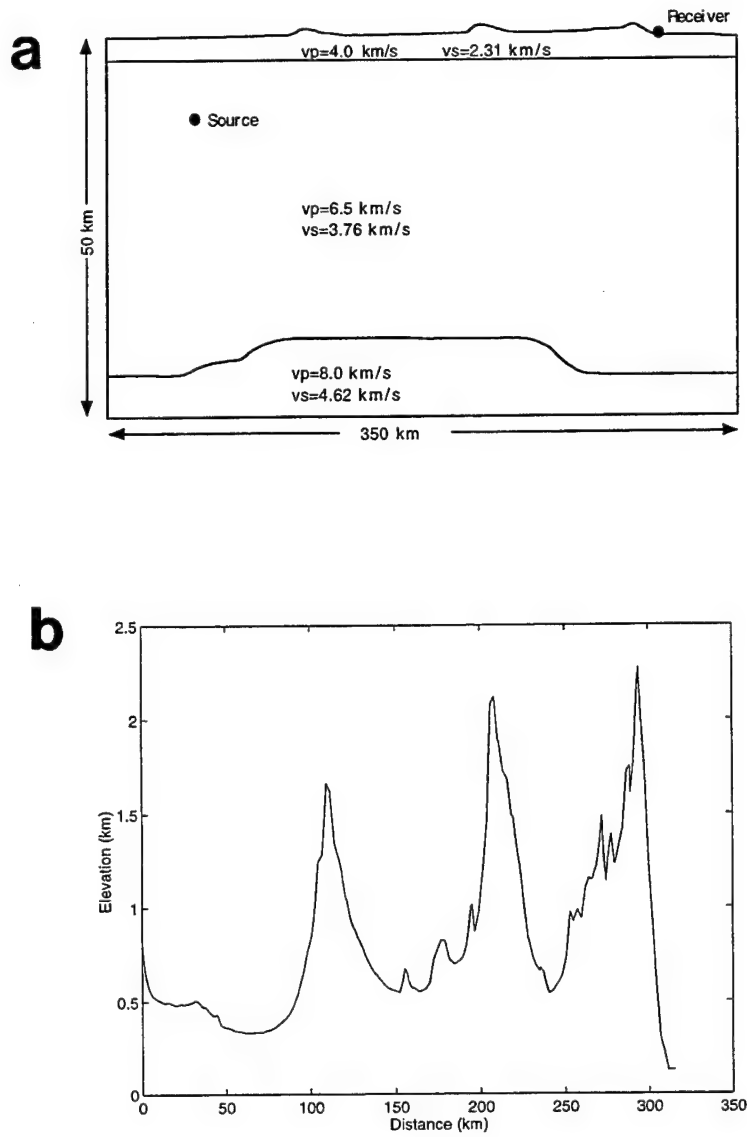 a
Receiver
vp=4.0 km/s vs=2.31 km/s
Source
50 km
vp=6.5 km/s
vs=3.76 km/s
vp=8.0 km/s
vs=4.62 km/s
350 km
b
2.5
2
1.5
1
0.5
0
Elevation (km)
0 50 100 150 200 250 300 350
Distance (km)